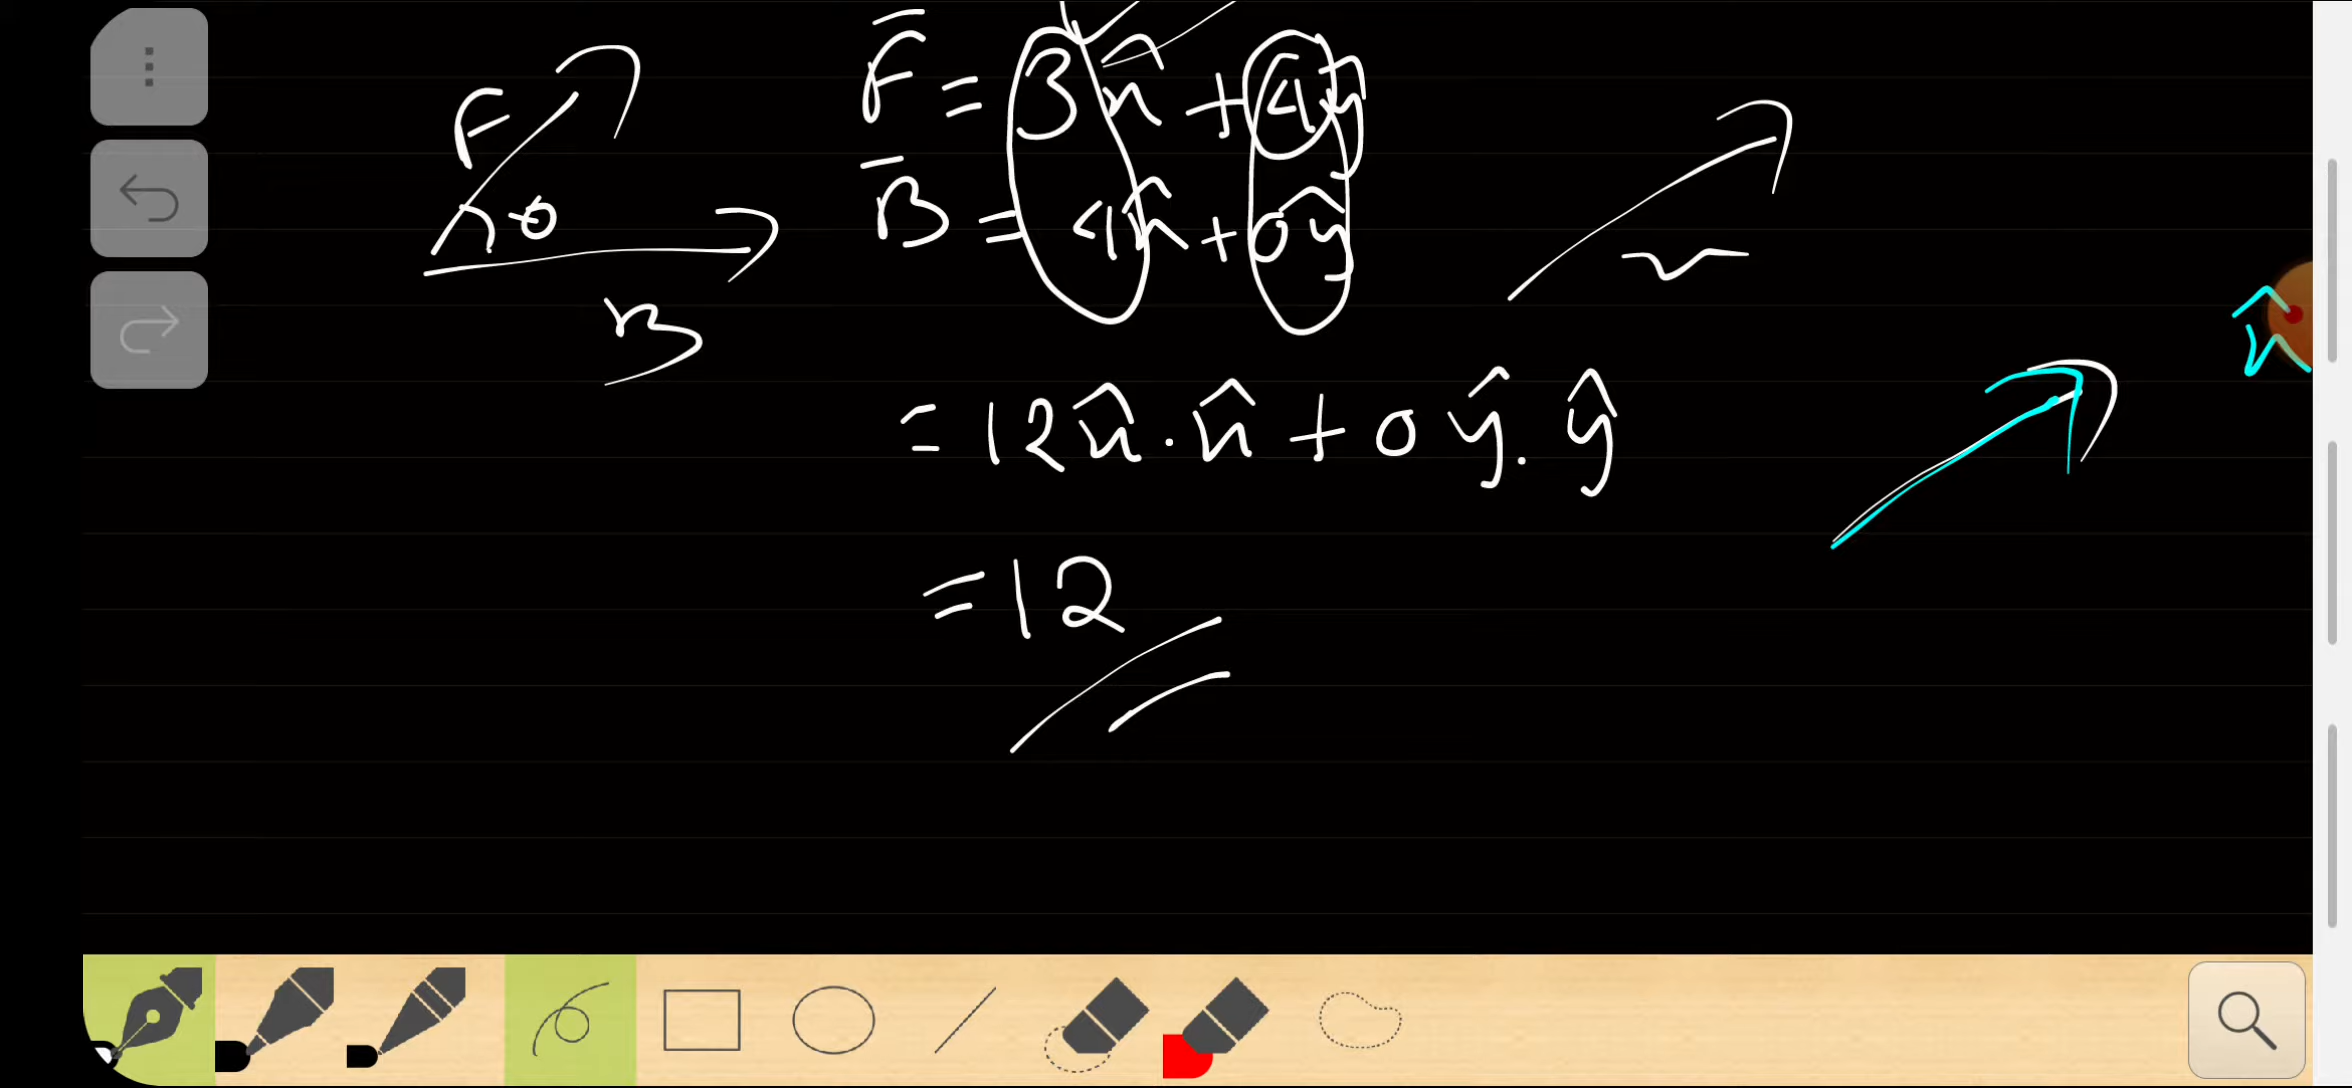 F
θ
B
F̅ = 3x̂ + 4ŷ
B̅ = 4x̂ + 0ŷ
= 12x̂ . x̂ + 0ŷ . ŷ
= 12